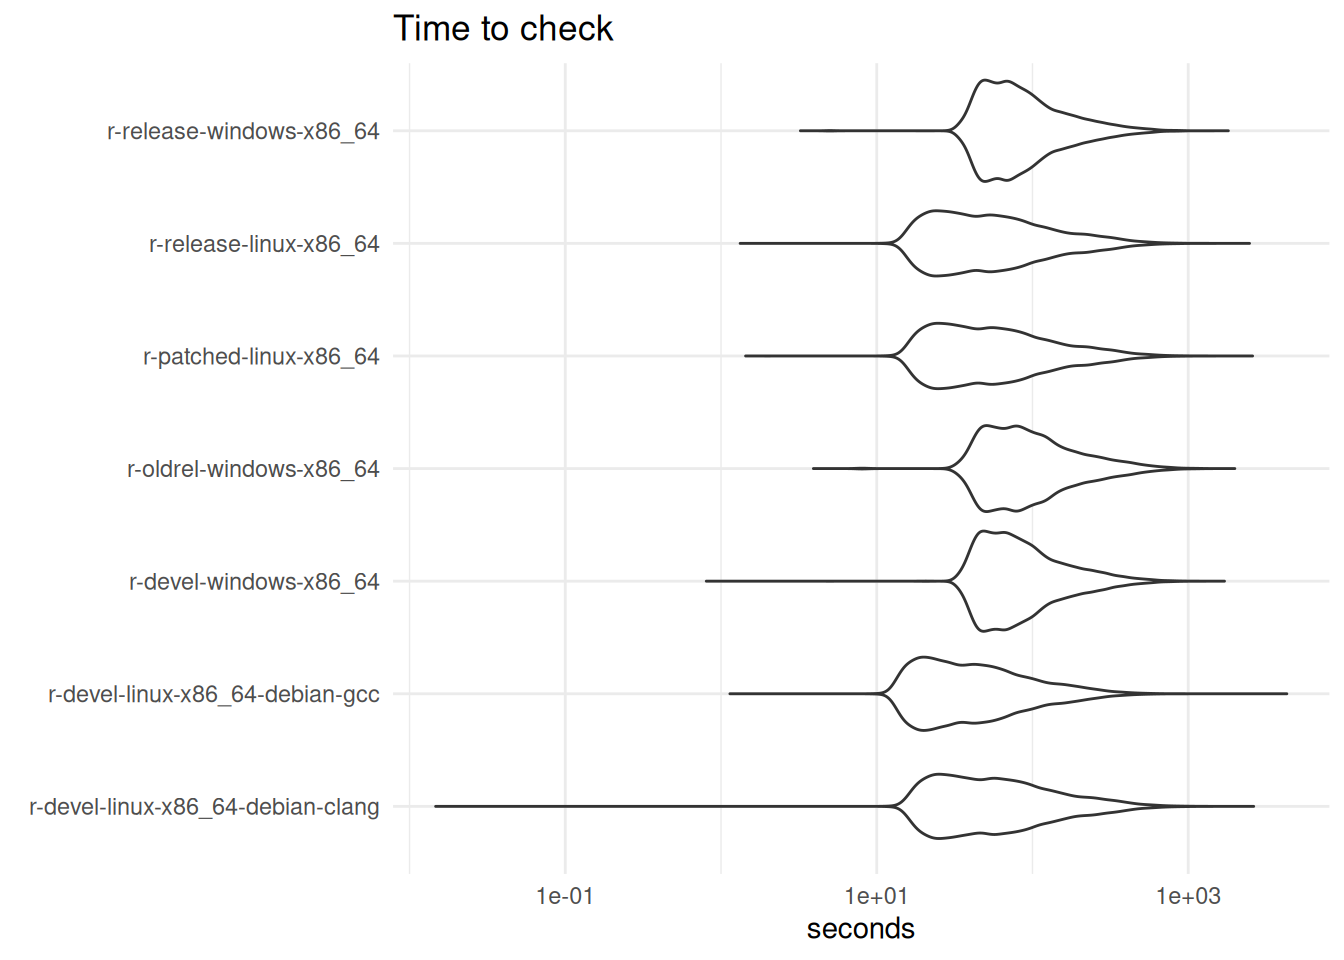 Time to check
r-release-windows-x86_64
r-release-linux-x86_64
r-patched-linux-x86_64
r-oldrel-windows-x86_64
r-devel-windows-x86_64
r-devel-linux-x86_64-debian-gcc
r-devel-linux-x86_64-debian-clang
1e-01 1e+01 1e+03
seconds